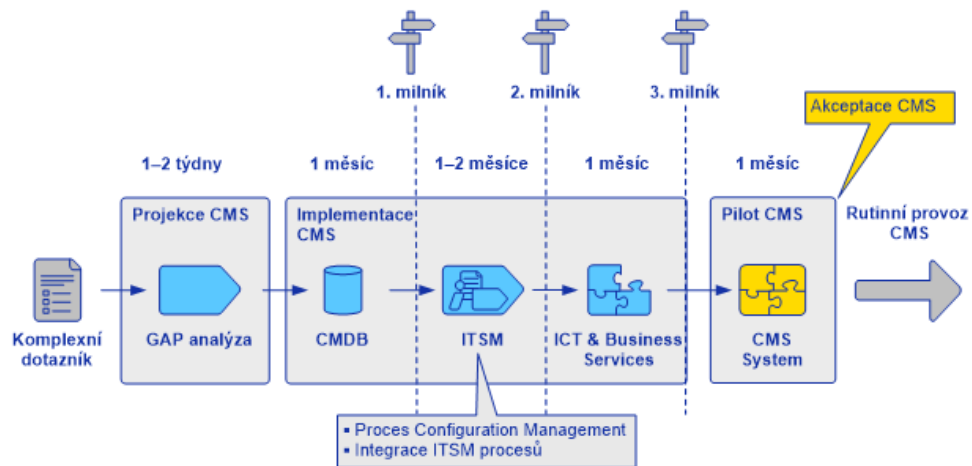 1. milník
2. milník
3. milník
Akceptace CMS
1–2 týdny
1 měsíc
1–2 měsíce
1 měsíc
1 měsíc
Projekce CMS
Implementace
CMS
Pilot CMS
Rutinní provoz
CMS
Komplexní
dotazník
GAP analýza
CMDB
ITSM
ICT & Business
Services
CMS
System
▪ Proces Configuration Management
▪ Integrace ITSM procesů